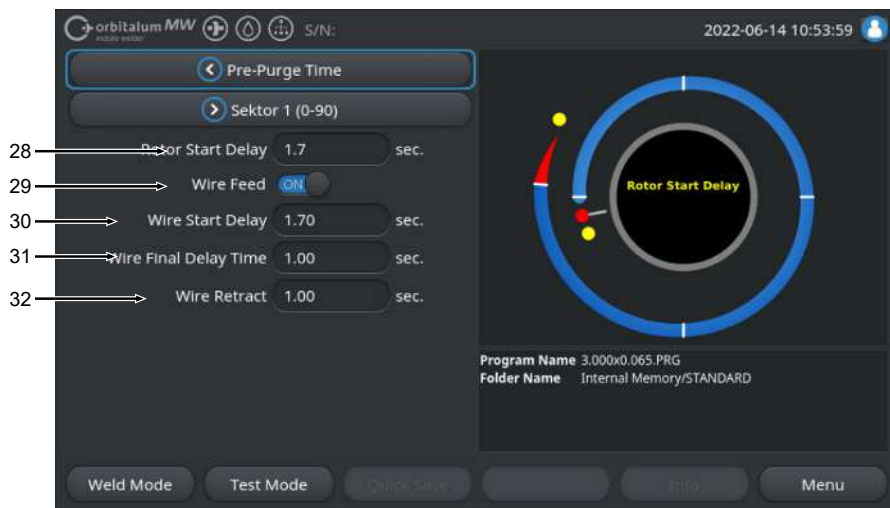 orbitalum MW S/N: 2022-06-14 10:53:59
mobile welder
Pre-Purge Time
Sektor 1 (0-90)
28 Rotor Start Delay 1.7 sec.
29 Wire Feed ON
30 Wire Start Delay 1.70 sec.
31 Wire Final Delay Time 1.00 sec.
32 Wire Retract 1.00 sec.
Rotor Start Delay
Program Name 3.000x0.065.PRG
Folder Name Internal Memory/STANDARD
Weld Mode Test Mode Quick Save Info Menu